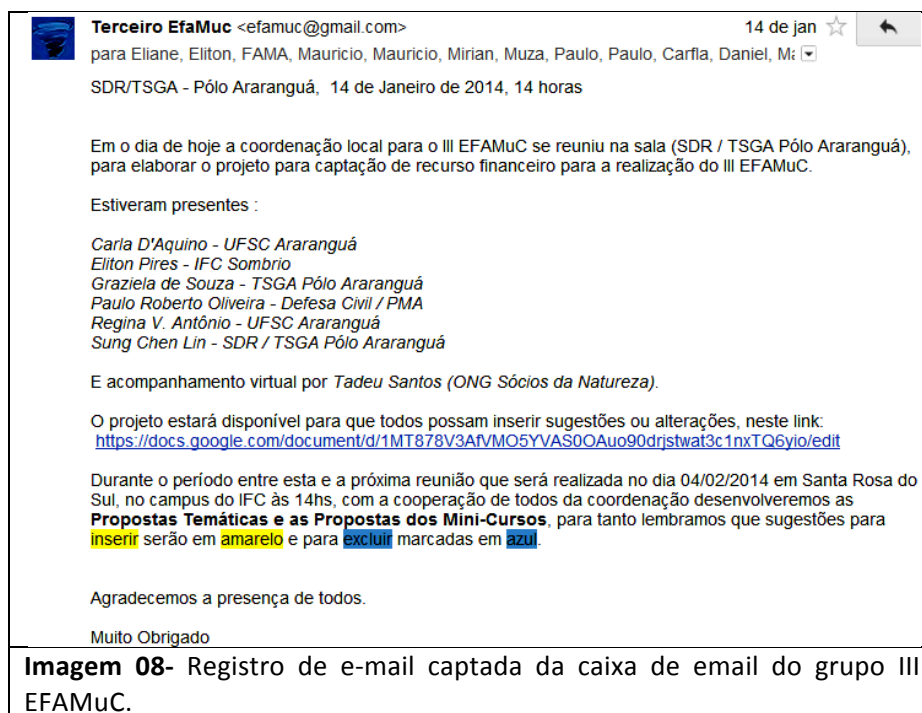 Terceiro EfaMuc <efamuc@gmail.com> 14 de jan
para Eliane, Eliton, FAMA, Mauricio, Mauricio, Mirian, Muza, Paulo, Paulo, Carfla, Daniel, Ma
SDR/TSGA - Pólo Araranguá, 14 de Janeiro de 2014, 14 horas
Em o dia de hoje a coordenação local para o III EFAMuC se reuniu na sala (SDR / TSGA Pólo Araranguá),
para elaborar o projeto para captação de recurso financeiro para a realização do III EFAMuC.
Estiveram presentes :
Carla D'Aquino - UFSC Araranguá
Eliton Pires - IFC Sombrio
Graziela de Souza - TSGA Pólo Araranguá
Paulo Roberto Oliveira - Defesa Civil / PMA
Regina V. Antônio - UFSC Araranguá
Sung Chen Lin - SDR / TSGA Pólo Araranguá
E acompanhamento virtual por Tadeu Santos (ONG Sócios da Natureza).
O projeto estará disponível para que todos possam inserir sugestões ou alterações, neste link:
https://docs.google.com/document/d/1MT878V3AfVMO5YVAS0OAuo90drjstwat3c1nxTQ6yio/edit
Durante o período entre esta e a próxima reunião que será realizada no dia 04/02/2014 em Santa Rosa do
Sul, no campus do IFC às 14hs, com a cooperação de todos da coordenação desenvolveremos as
Propostas Temáticas e as Propostas dos Mini-Cursos, para tanto lembramos que sugestões para
inserir serão em amarelo e para excluir marcadas em azul.
Agradecemos a presença de todos.
Muito Obrigado
Imagem 08- Registro de e-mail captada da caixa de email do grupo III
EFAMuC.